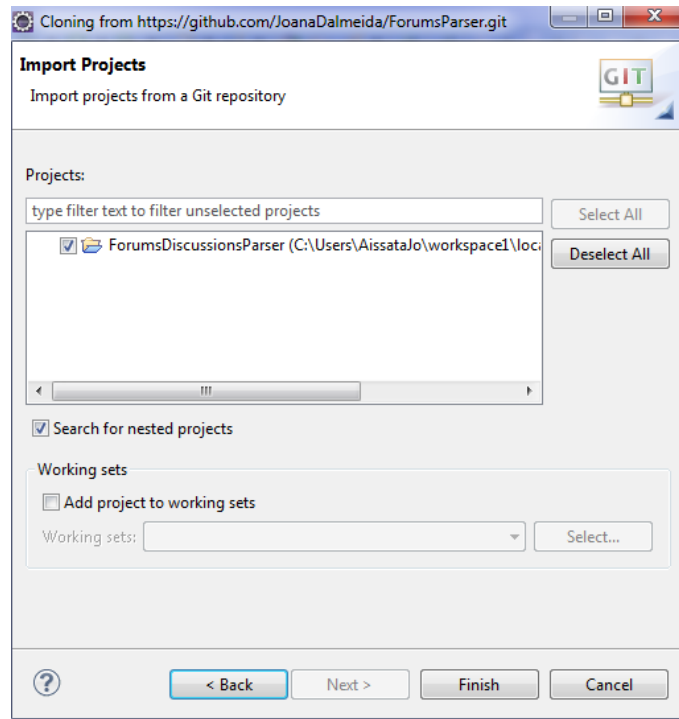 Cloning from https://github.com/JoanaDalmeida/ForumsParser.git
Import Projects
Import projects from a Git repository
GIT
Projects:
type filter text to filter unselected projects
Select All
ForumsDiscussionsParser (C:\Users\AissataJo\workspace1\loca
Deselect All
Search for nested projects
Working sets
Add project to working sets
Working sets:
Select...
?
< Back
Next >
Finish
Cancel